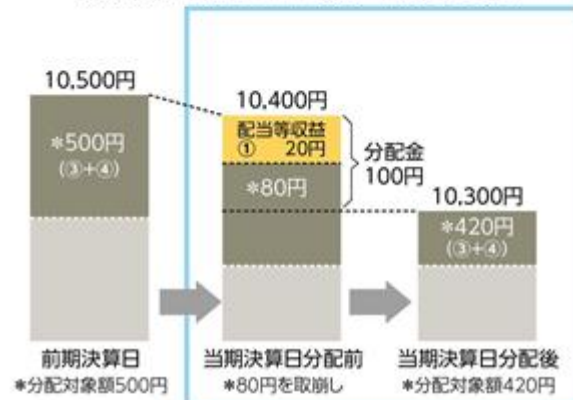 10,500円
*500円
(③+④)
10,400円
配当等収益
① 20円
*80円
分配金
100円
10,300円
*420円
(③+④)
前期決算日
*分配対象額500円
当期決算日分配前
*80円を取崩し
当期決算日分配後
*分配対象額420円